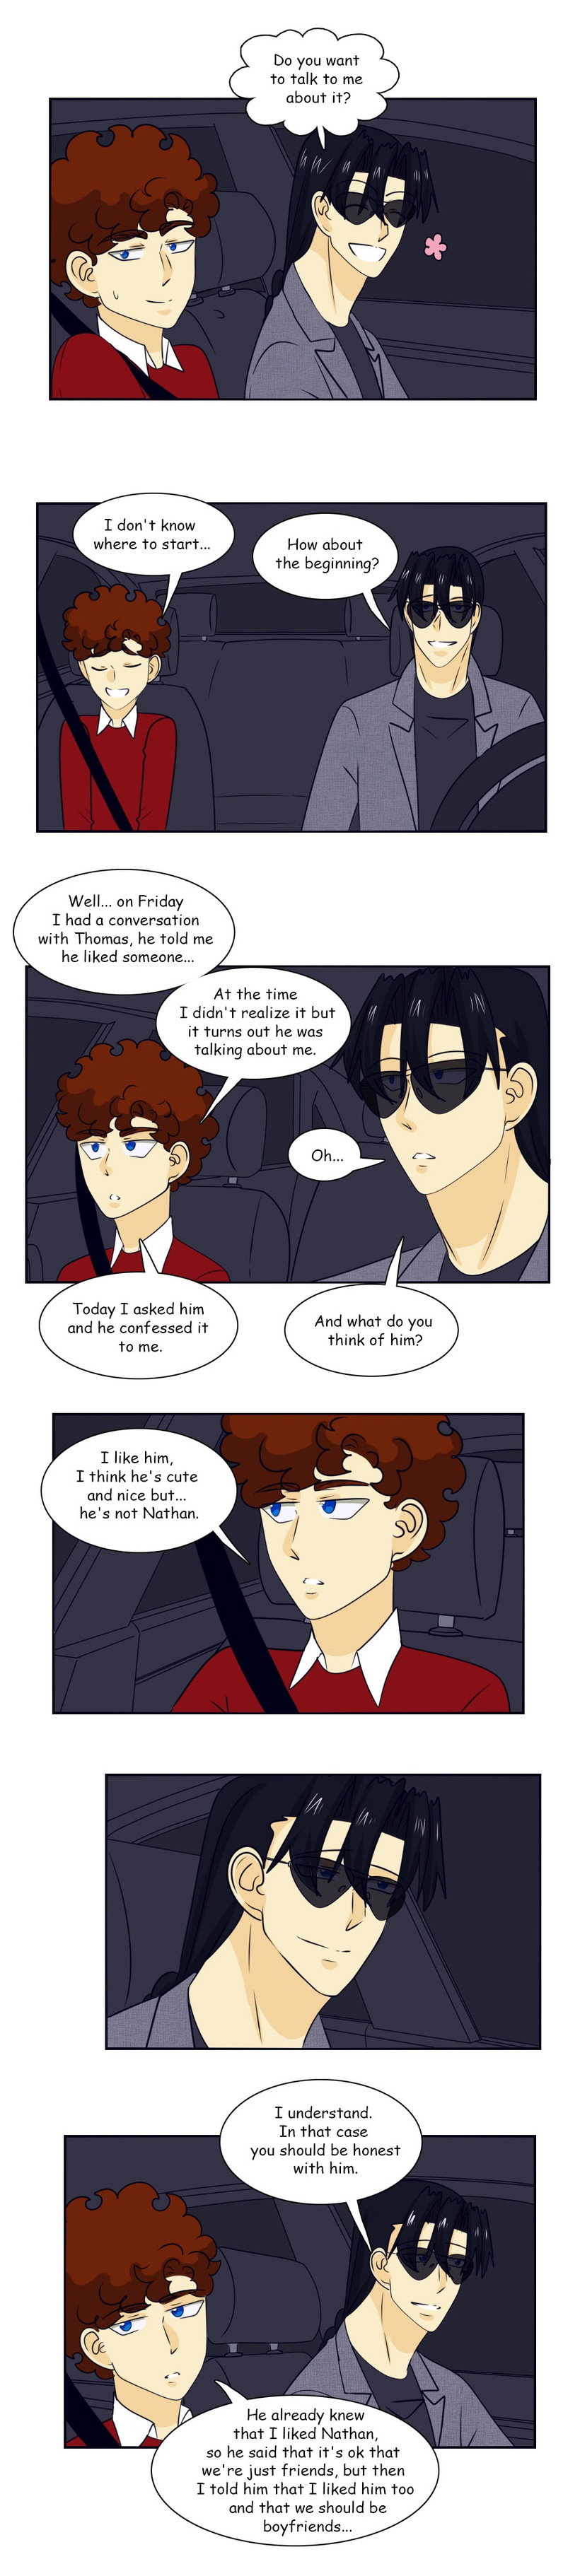 Do you want
to talk to me
about it?
I don't know
where to start...
How about
the beginning?
Well... on Friday
I had a conversation
with Thomas, he told me
he liked someone...
At the time
I didn't realize it but
it turns out he was
talking about me.
Oh...
Today I asked him
and he confessed it
to me.
And what do you
think of him?
I like him,
I think he's cute
and nice but...
he's not Nathan.
I understand.
In that case
you should be honest
with him.
He already knew
that I liked Nathan,
so he said that it's ok that
we're just friends, but then
I told him that I liked him too
and that we should be
boyfriends...